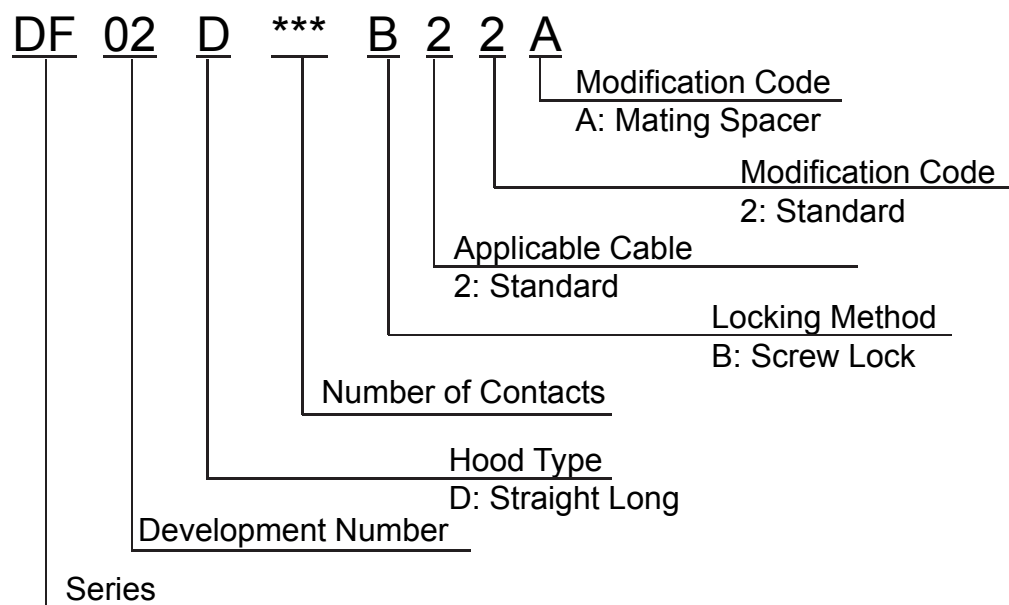 DF 02 D *** B 2 2 A
Modification Code
A: Mating Spacer
Modification Code
2: Standard
Applicable Cable
2: Standard
Locking Method
B: Screw Lock
Number of Contacts
Hood Type
D: Straight Long
Development Number
Series